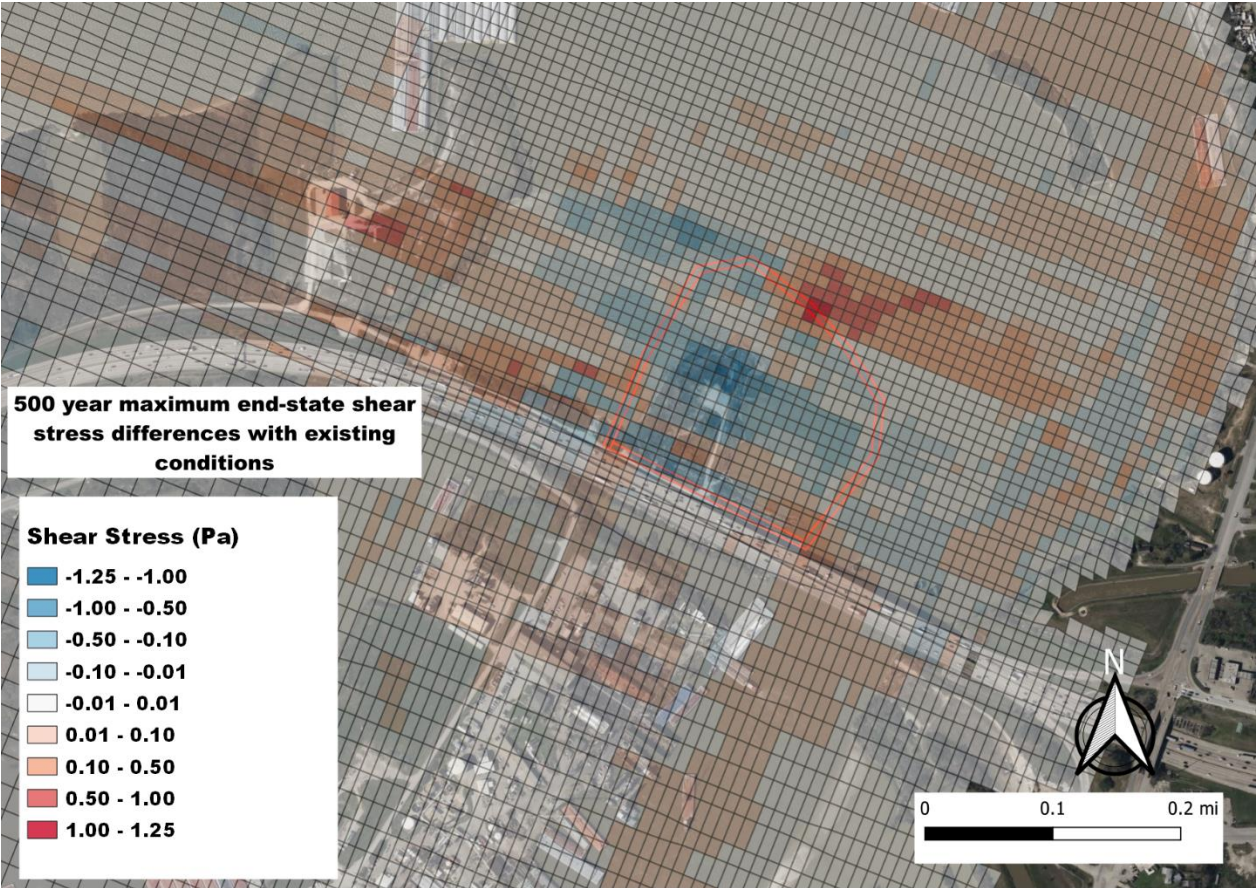 500 year maximum end-state shear
stress differences with existing
conditions
Shear Stress (Pa)
-1.25 - -1.00
-1.00 - -0.50
-0.50 - -0.10
-0.10 - -0.01
-0.01 - 0.01
0.01 - 0.10
0.10 - 0.50
0.50 - 1.00
1.00 - 1.25
N
0 0.1 0.2 mi